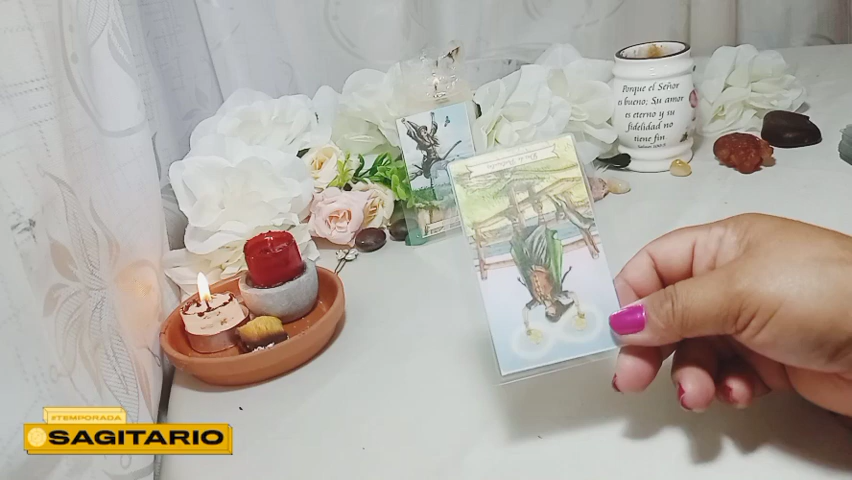 Porque el Señor
es bueno; Su amor
es eterno y su
fidelidad no
tiene fin
#TEMPORADA
SAGITARIO